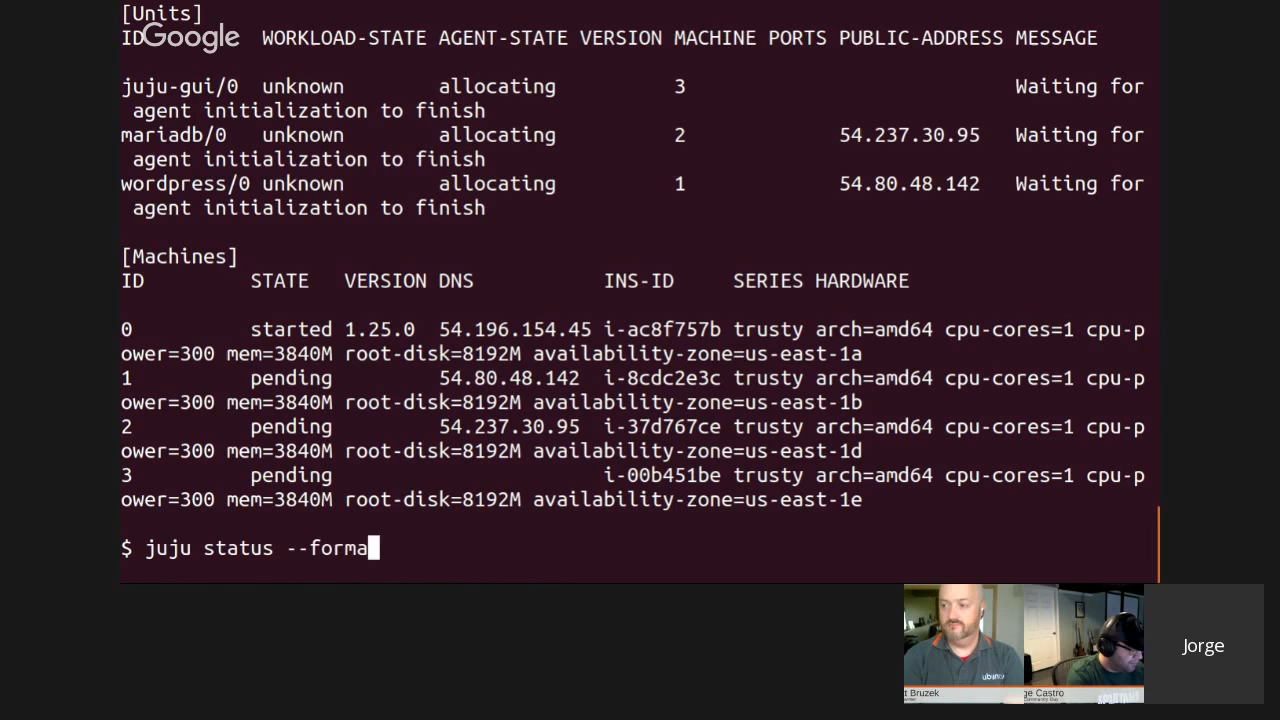 [Units]
ID WORKLOAD-STATE AGENT-STATE VERSION MACHINE PORTS PUBLIC-ADDRESS MESSAGE
Google
juju-gui/0 unknown allocating 3 Waiting for
agent initialization to finish
mariadb/0 unknown allocating 2 54.237.30.95 Waiting for
agent initialization to finish
wordpress/0 unknown allocating 1 54.80.48.142 Waiting for
agent initialization to finish
[Machines]
ID STATE VERSION DNS INS-ID SERIES HARDWARE
0 started 1.25.0 54.196.154.45 i-ac8f757b trusty arch=amd64 cpu-cores=1 cpu-p
ower=300 mem=3840M root-disk=8192M availability-zone=us-east-1a
1 pending 54.80.48.142 i-8cdc2e3c trusty arch=amd64 cpu-cores=1 cpu-p
ower=300 mem=3840M root-disk=8192M availability-zone=us-east-1b
2 pending 54.237.30.95 i-37d767ce trusty arch=amd64 cpu-cores=1 cpu-p
ower=300 mem=3840M root-disk=8192M availability-zone=us-east-1d
3 pending i-00b451be trusty arch=amd64 cpu-cores=1 cpu-p
ower=300 mem=3840M root-disk=8192M availability-zone=us-east-1e
$ juju status --forma
ubuntu
t Bruzek
ge Castro
SPARTANS
Jorge